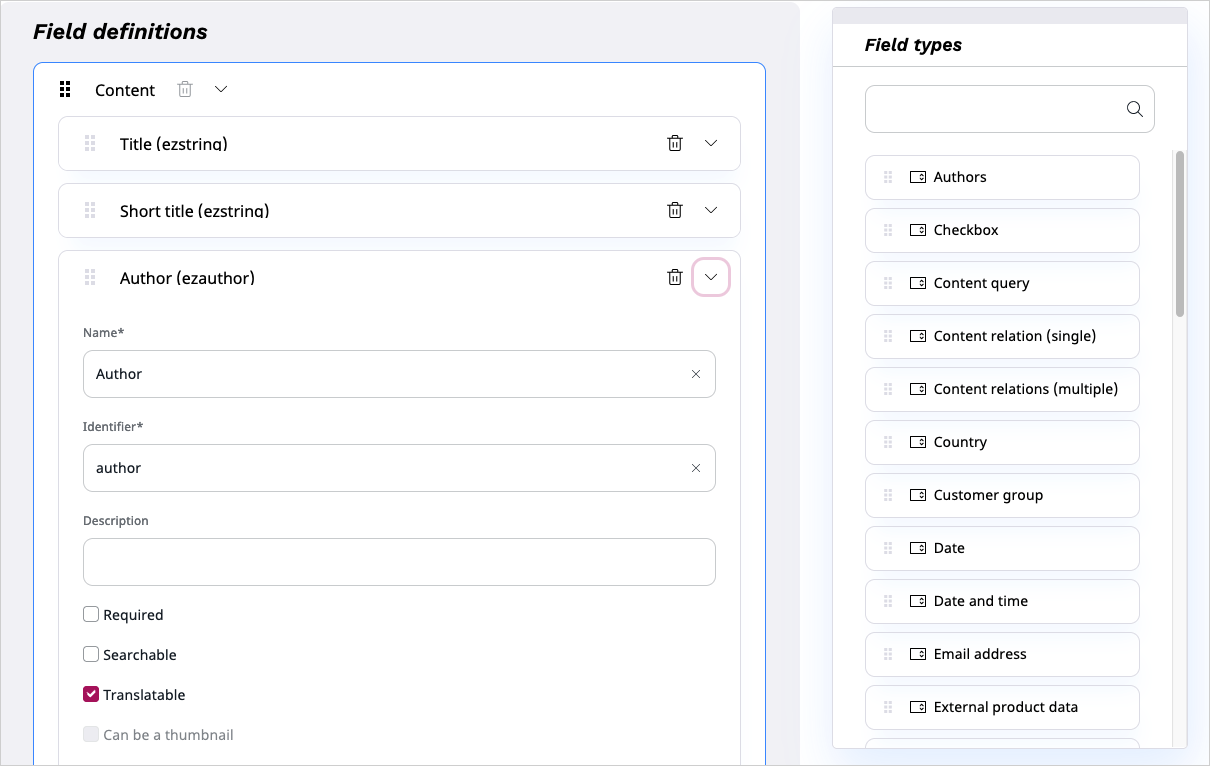 Field definitions
Content
Title (ezstring)
Short title (ezstring)
Author (ezauthor)
Name*
Author
Identifier*
author
Description
Required
Searchable
Translatable
Can be a thumbnail
Field types
Authors
Checkbox
Content query
Content relation (single)
Content relations (multiple)
Country
Customer group
Date
Date and time
Email address
External product data